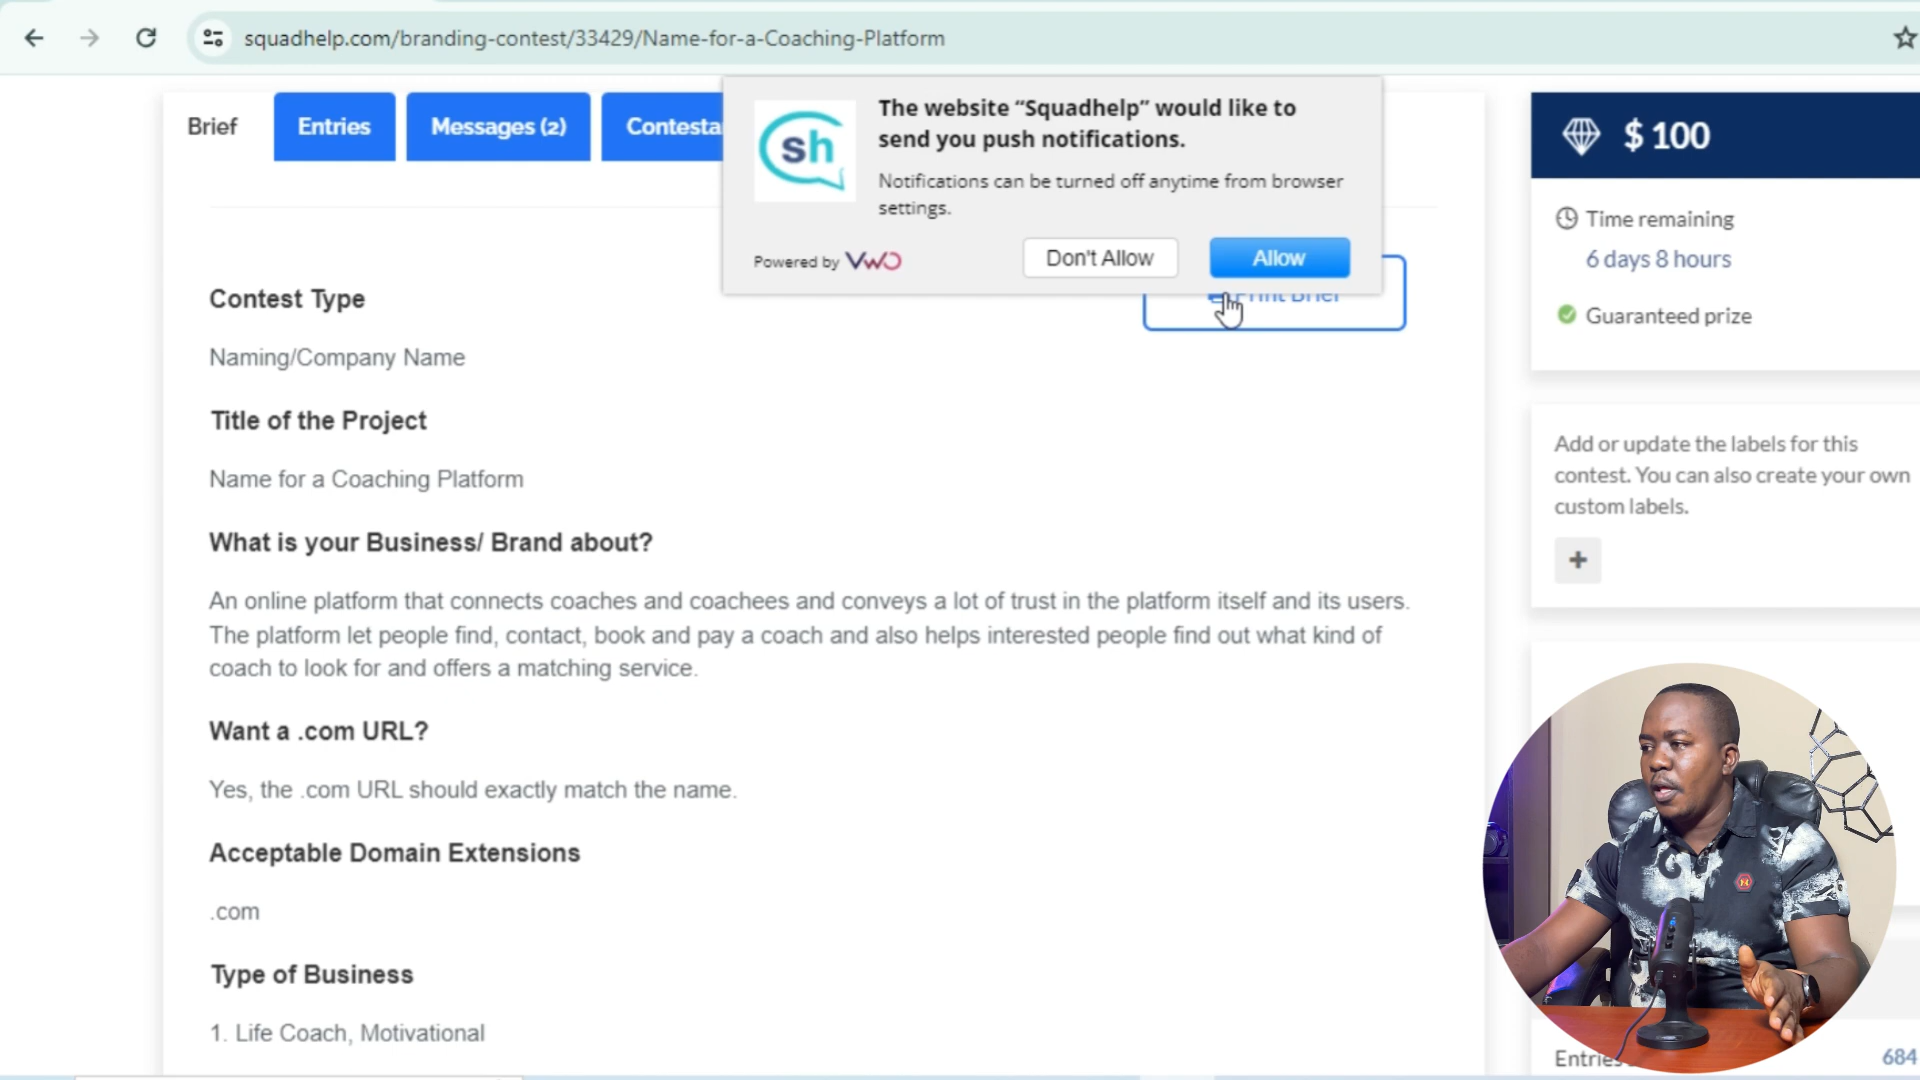 squadhelp.com/branding-contest/33429/Name-for-a-Coaching-Platform
Brief
Entries
Messages (2)
Contesta
sh
The website “Squadhelp” would like to
send you push notifications.
Notifications can be turned off anytime from browser
settings.
Powered by VWO
Don't Allow
Allow
Print Brief
$ 100
Time remaining
6 days 8 hours
Guaranteed prize
Add or update the labels for this
contest. You can also create your own
custom labels.
+
Contest Type
Naming/Company Name
Title of the Project
Name for a Coaching Platform
What is your Business/ Brand about?
An online platform that connects coaches and coachees and conveys a lot of trust in the platform itself and its users.
The platform let people find, contact, book and pay a coach and also helps interested people find out what kind of
coach to look for and offers a matching service.
Want a .com URL?
Yes, the .com URL should exactly match the name.
Acceptable Domain Extensions
.com
Type of Business
1. Life Coach, Motivational
Entries
684